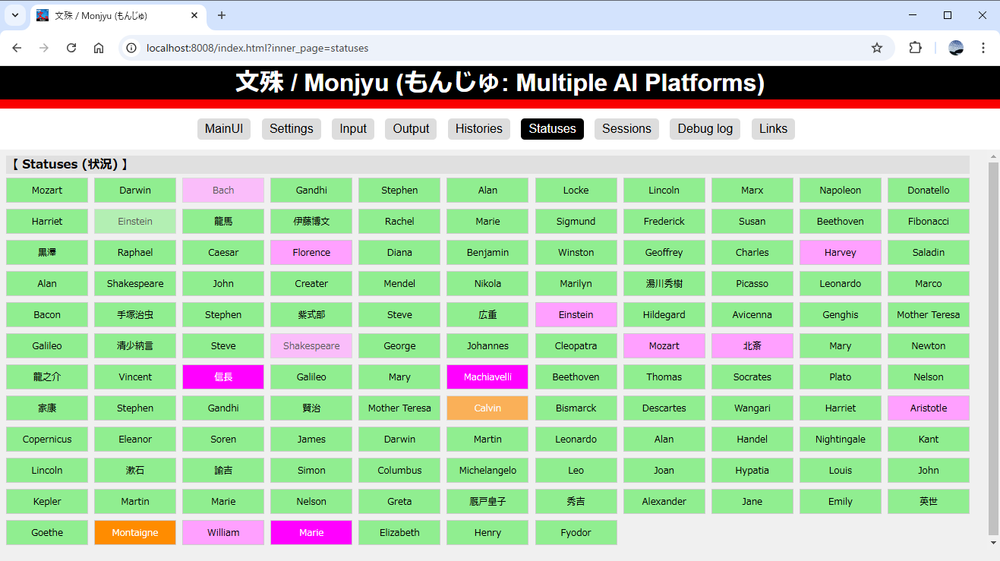 文殊 / Monjyu (もんじゅ)
localhost:8008/index.html?inner_page=statuses
文殊 / Monjyu (もんじゅ: Multiple AI Platforms)
MainUI Settings Input Output Histories Statuses Sessions Debug log Links
【 Statuses (状況) 】
Mozart Darwin Bach Gandhi Stephen Alan Locke Lincoln Marx Napoleon Donatello
Harriet Einstein 龍馬 伊藤博文 Rachel Marie Sigmund Frederick Susan Beethoven Fibonacci
黒澤 Raphael Caesar Florence Diana Benjamin Winston Geoffrey Charles Harvey Saladin
Alan Shakespeare John Creater Mendel Nikola Marilyn 湯川秀樹 Picasso Leonardo Marco
Bacon 手塚治虫 Stephen 紫式部 Steve 広重 Einstein Hildegard Avicenna Genghis Mother Teresa
Galileo 清少納言 Steve Shakespeare George Johannes Cleopatra Mozart 北斎 Mary Newton
龍之介 Vincent 信長 Galileo Mary Machiavelli Beethoven Thomas Socrates Plato Nelson
家康 Stephen Gandhi 賢治 Mother Teresa Calvin Bismarck Descartes Wangari Harriet Aristotle
Copernicus Eleanor Soren James Darwin Martin Leonardo Alan Handel Nightingale Kant
Lincoln 漱石 諭吉 Simon Columbus Michelangelo Leo Joan Hypatia Louis John
Kepler Martin Marie Nelson Greta 厩戸皇子 秀吉 Alexander Jane Emily 英世
Goethe Montaigne William Marie Elizabeth Henry Fyodor